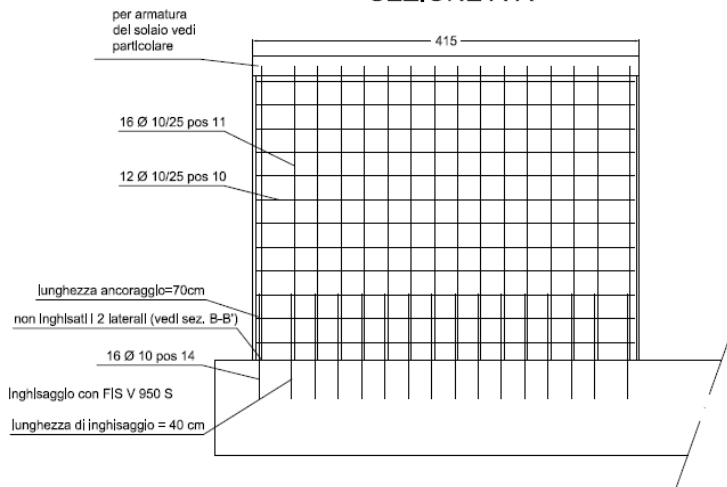 per armatura
del solaio vedi
particolare
415
16 Ø 10/25 pos 11
12 Ø 10/25 pos 10
lunghezza ancoraggio=70cm
non inghisati i 2 laterali (vedi sez. B-B')
16 Ø 10 pos 14
Inghisaggio con FIS V 950 S
lunghezza di inghisaggio = 40 cm